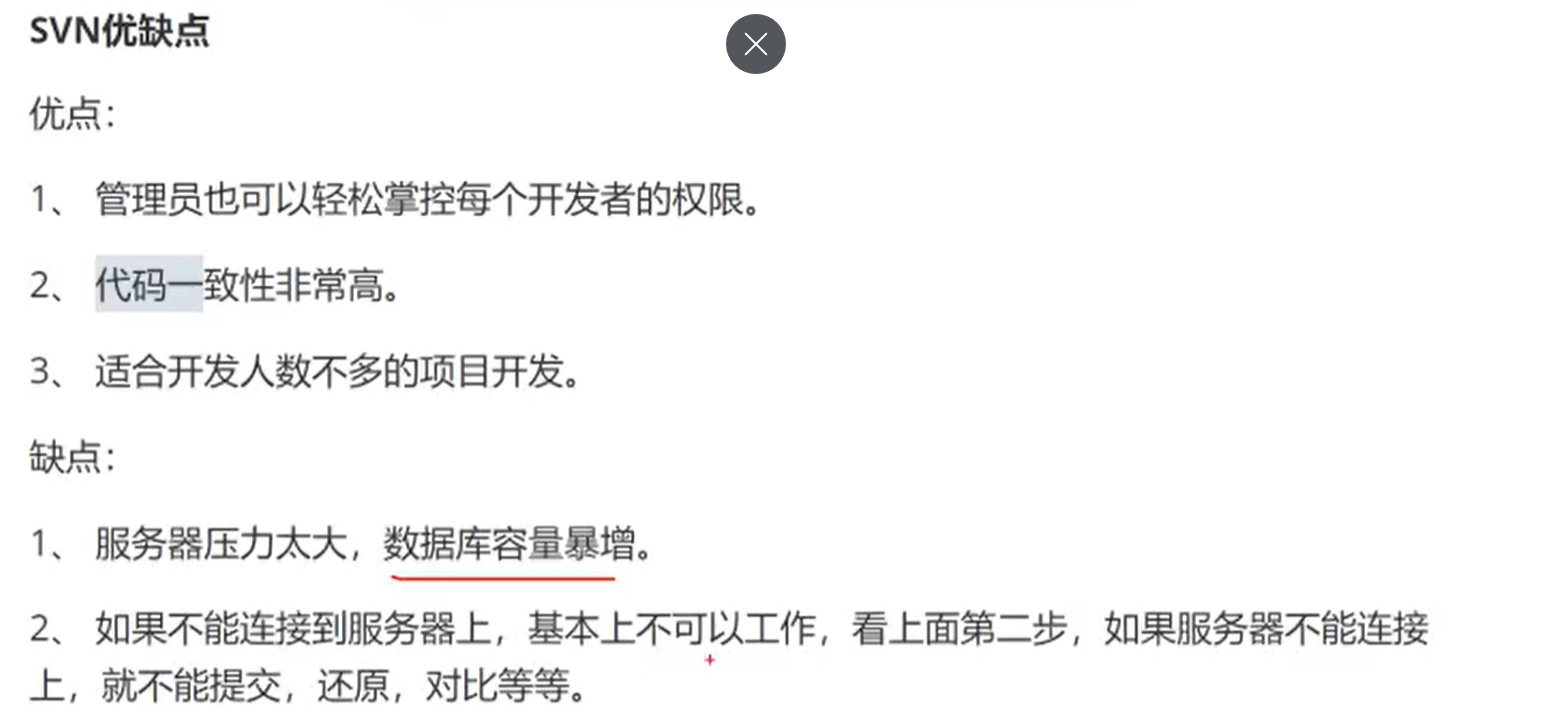 SVN优缺点
优点：
1、 管理员也可以轻松掌控每个开发者的权限。
2、 代码一致性非常高。
3、 适合开发人数不多的项目开发。
缺点：
1、 服务器压力太大，数据库容量暴增。
2、 如果不能连接到服务器上，基本上不可以工作，看上面第二步，如果服务器不能连接
上，就不能提交，还原，对比等等。